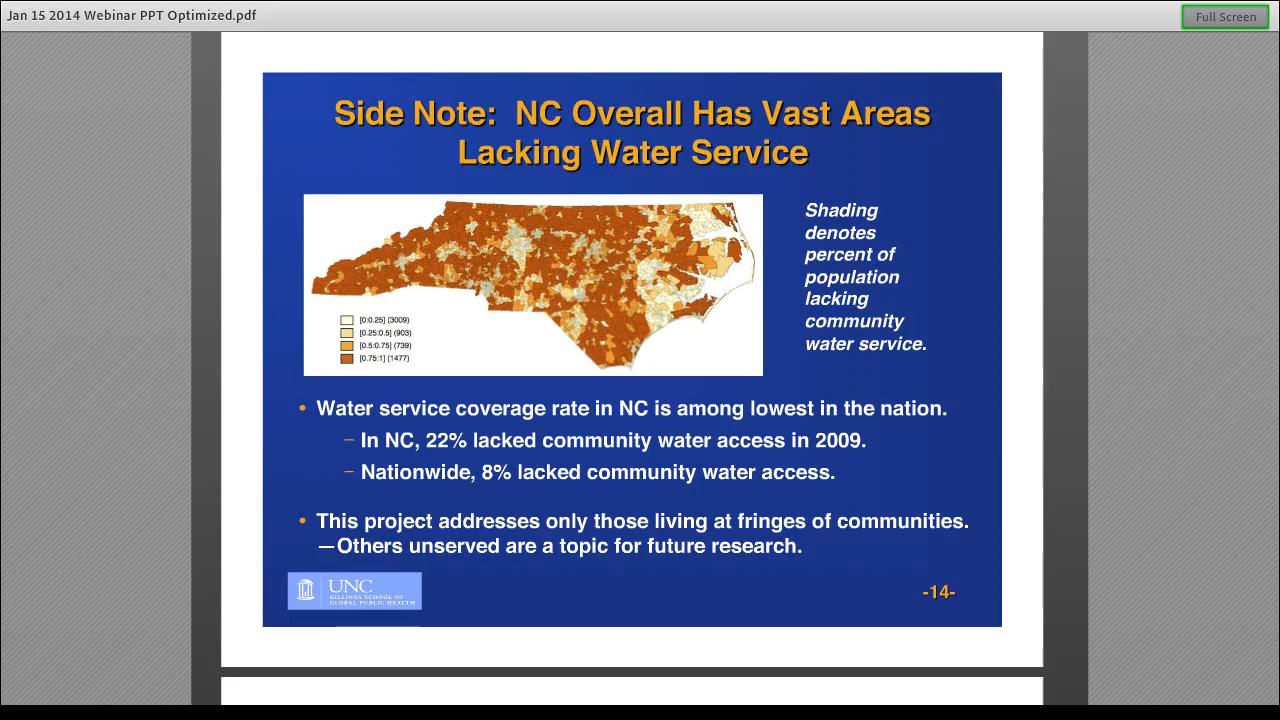 Jan 15 2014 Webinar PPT Optimized.pdf
Full Screen
Side Note: NC Overall Has Vast Areas
Lacking Water Service
Shading
denotes
percent of
population
lacking
community
water service.
[0:0.25] (3009)
[0.25:0.5] (903)
[0.5:0.75] (739)
[0.75:1] (1477)
• Water service coverage rate in NC is among lowest in the nation.
– In NC, 22% lacked community water access in 2009.
– Nationwide, 8% lacked community water access.
• This project addresses only those living at fringes of communities.
—Others unserved are a topic for future research.
UNC
GILLINGS SCHOOL OF
GLOBAL PUBLIC HEALTH
-14-